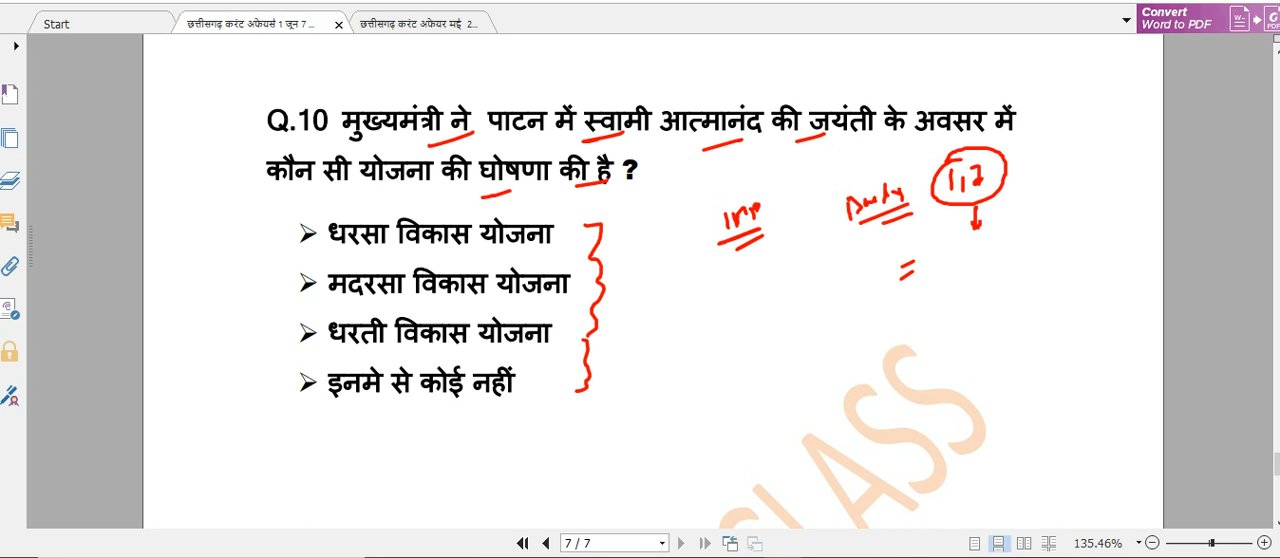 Start
छत्तीसगढ़ करंट अफेयर्स 1 जून 7 ...
छत्तीसगढ़ करंट अफेयर मई 2...
Convert
Word to PDF
Q.10 मुख्यमंत्री ने पाटन में स्वामी आत्मानंद की जयंती के अवसर में
कौन सी योजना की घोषणा की है ?
1,2
Imp
धरसा विकास योजना
मदरसा विकास योजना
धरती विकास योजना
इनमे से कोई नहीं
CLASS
7 / 7
135.46%